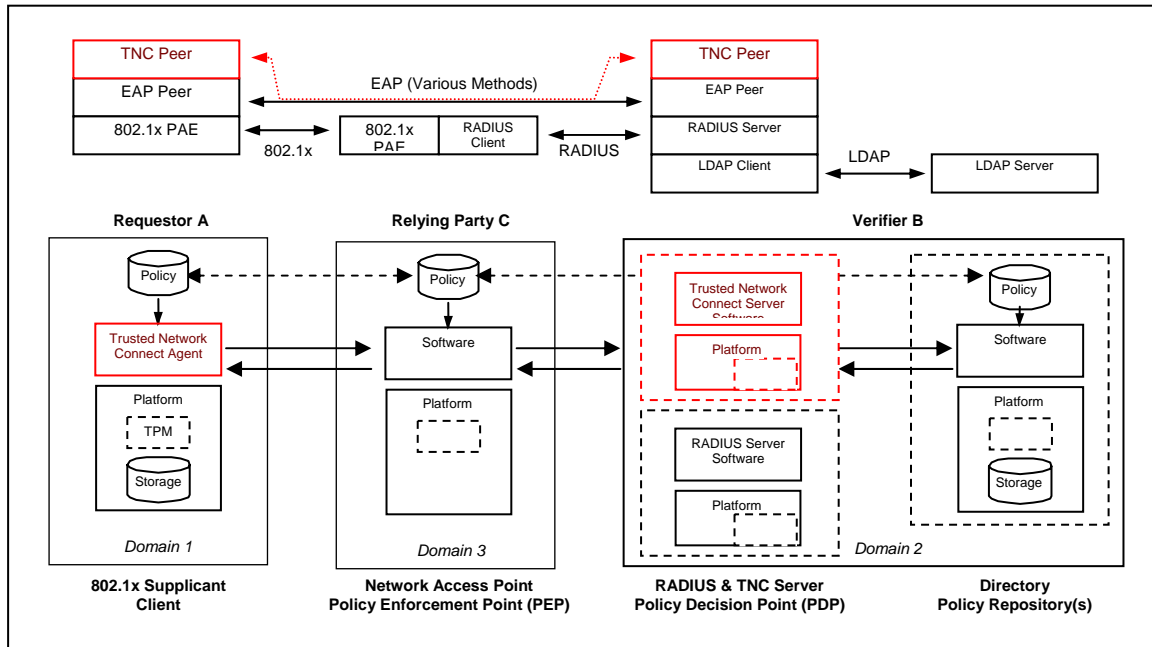 TNC Peer
TNC Peer
EAP Peer
EAP (Various Methods)
EAP Peer
802.1x PAE
802.1x
802.1x
PAE
RADIUS
Client
RADIUS
RADIUS Server
LDAP Client
LDAP
LDAP Server
Requestor A
Relying Party C
Verifier B
Policy
Trusted Network
Connect Agent
Platform
TPM
Storage
Domain 1
Policy
Software
Platform
Domain 3
Trusted Network
Connect Server
Software
Platform
RADIUS Server
Software
Platform
Policy
Software
Platform
Storage
Domain 2
802.1x Supplicant
Client
Network Access Point
Policy Enforcement Point (PEP)
RADIUS & TNC Server
Policy Decision Point (PDP)
Directory
Policy Repository(s)